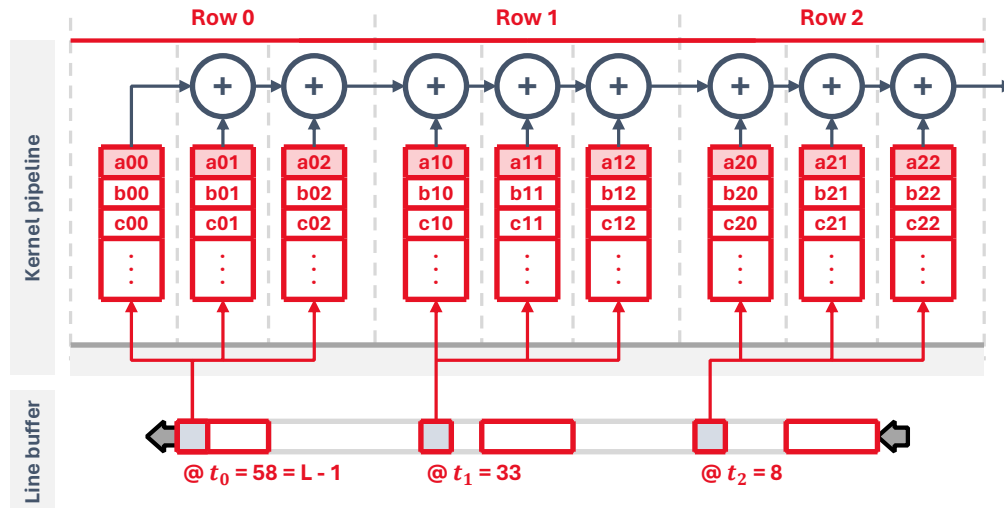 Row 0 Row 1 Row 2
Kernel pipeline
+ + + + + + + +
a00 a01 a02 a10 a11 a12 a20 a21 a22
b00 b01 b02 b10 b11 b12 b20 b21 b22
c00 c01 c02 c10 c11 c12 c20 c21 c22
⋮ ⋮ ⋮ ⋮ ⋮ ⋮ ⋮ ⋮ ⋮
Line buffer
@ t₀ = 58 = L - 1 @ t₁ = 33 @ t₂ = 8